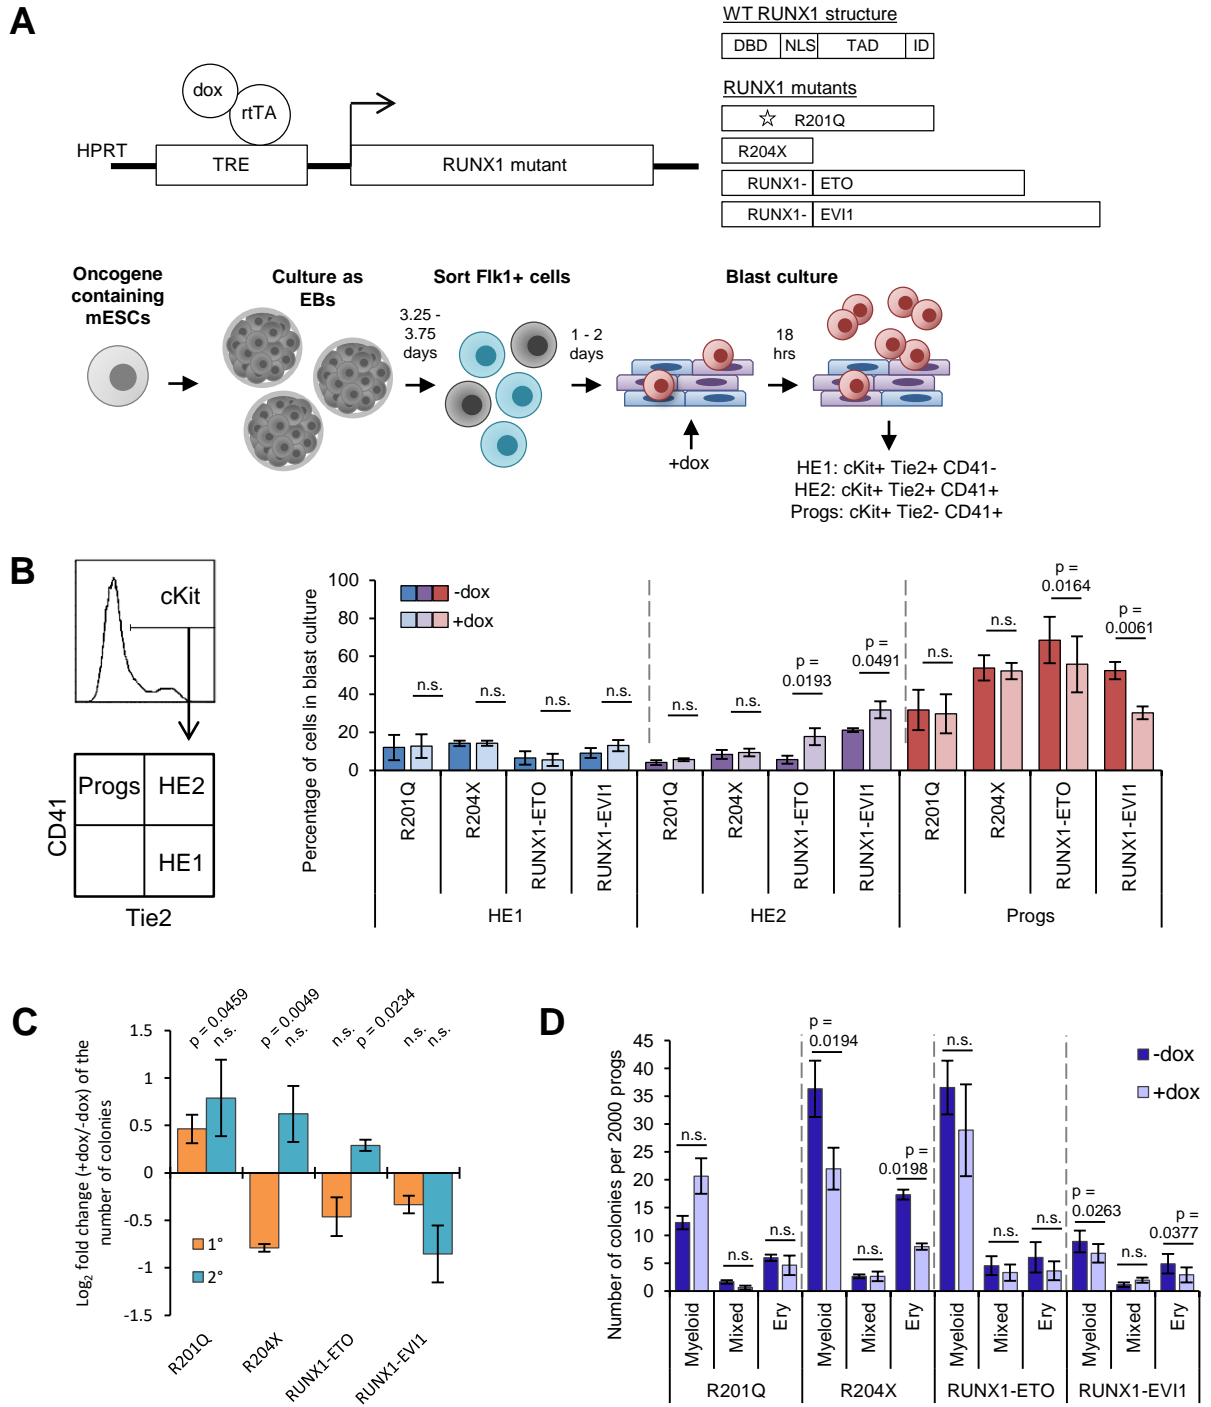 A
WT RUNX1 structure
DBD NLS TAD ID
RUNX1 mutants
R201Q
R204X
RUNX1- ETO
RUNX1- EVI1
dox
rtTA
HPRT
TRE
RUNX1 mutant
Oncogene
containing
mESCs
Culture as
EBs
3.25 -
3.75
days
Sort Flk1+ cells
1 - 2
days
Blast culture
18
hrs
+dox
HE1: cKit+ Tie2+ CD41-
HE2: cKit+ Tie2+ CD41+
Progs: cKit+ Tie2- CD41+
B
cKit
Progs HE2
HE1
CD41
Tie2
Percentage of cells in blast culture
100
80
60
40
20
0
-dox
+dox
n.s. n.s. n.s. n.s.
n.s. n.s.
p =
0.0193
p =
0.0491
n.s. n.s.
p =
0.0164
p =
0.0061
R201Q R204X RUNX1-ETO RUNX1-EVI1 R201Q R204X RUNX1-ETO RUNX1-EVI1 R201Q R204X RUNX1-ETO RUNX1-EVI1
HE1 HE2 Progs
C
Log2 fold change (+dox/-dox) of the
number of colonies
1.5
1
0.5
0
-0.5
-1
-1.5
p = 0.0459
n.s.
p = 0.0049
n.s.
n.s.
p = 0.0234
n.s.
n.s.
1°
2°
R201Q
R204X
RUNX1-ETO
RUNX1-EVI1
D
Number of colonies per 2000 progs
45
40
35
30
25
20
15
10
5
0
-dox
+dox
n.s. n.s. n.s.
p =
0.0194
n.s.
p =
0.0198
n.s. n.s. n.s.
p =
0.0263
n.s.
p =
0.0377
Myeloid Mixed Ery Myeloid Mixed Ery Myeloid Mixed Ery Myeloid Mixed Ery
R201Q R204X RUNX1-ETO RUNX1-EVI1